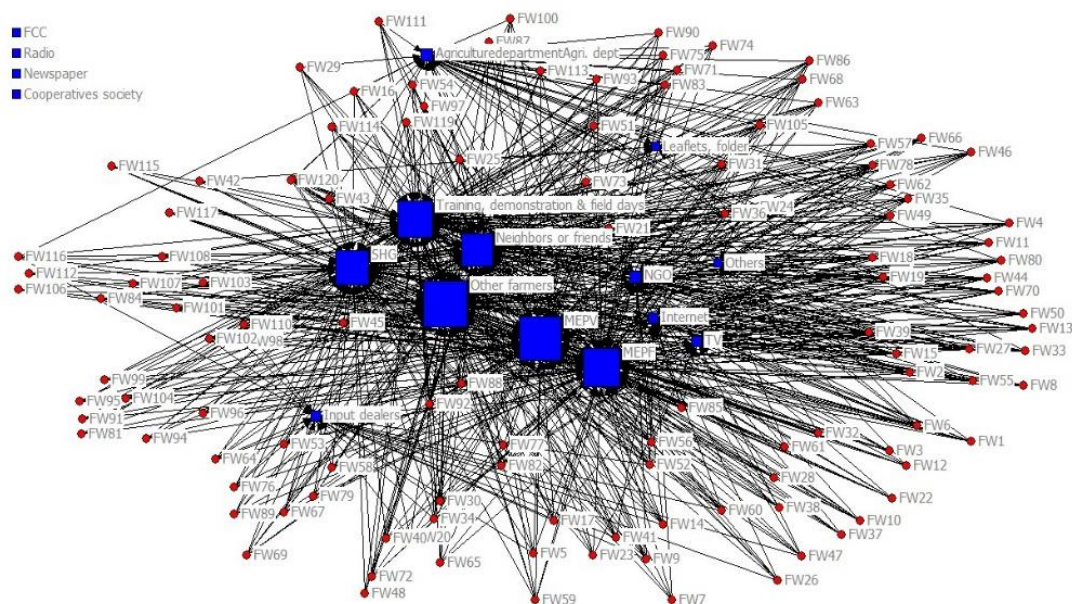 FW111
FW100
FCC
Radio
Newspaper
Cooperatives society
FW87
FW90
FW74
AgriculturedepartmentAgri. dept
FW75
FW86
FW29
FW113
FW93
FW71
FW54
FW83
FW68
FW16
FW97
FW63
FW114
FW119
FW51
FW105
FW66
FW57
Leaflets, folder
FW46
FW115
FW25
FW31
FW78
FW42
FW120
FW73
FW62
FW43
FW35
Training, demonstration & field days
FW24
FW117
FW36
FW49
FW4
FW21
Neighbors or friends
FW11
FW116
FW108
SHG
FW18
FW80
Others
FW112
NGO
FW19
FW44
FW107
FW103
Other farmers
FW106
FW70
FW84
FW101
FW50
Internet
MEPV
FW110
FW45
FW13
FW39
FW102
W98
TV
FW27
FW33
MEPF
FW15
FW2
FW99
FW55
FW8
FW88
FW95
FW104
FW92
FW85
FW96
Input dealers
FW91
FW6
FW81
FW32
FW94
FW1
FW53
FW77
FW56
FW61
FW3
FW64
FW58
FW82
FW52
FW12
FW28
FW76
FW79
FW30
FW22
FW89
FW67
FW38
FW60
FW34
FW17
FW14
FW10
FW40
W20
FW41
FW37
FW69
FW5
FW23
FW9
FW47
FW65
FW72
FW26
FW48
FW59
FW7